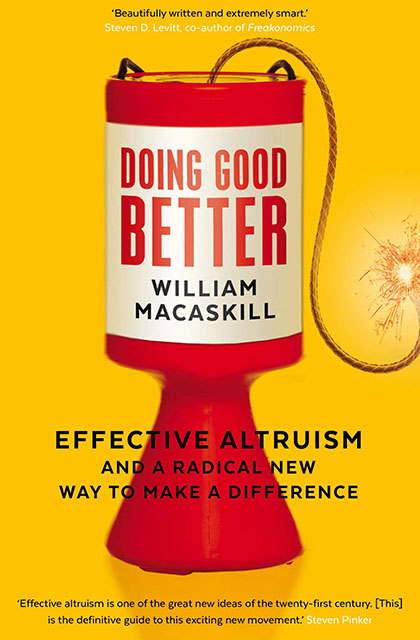 ‘Beautifully written and extremely smart.’
Steven D. Levitt, co-author of Freakonomics
DOING GOOD
BETTER
WILLIAM
MACASKILL
EFFECTIVE ALTRUISM
AND A RADICAL NEW
WAY TO MAKE A DIFFERENCE
‘Effective altruism is one of the great new ideas of the twenty-first century. [This]
is the definitive guide to this exciting new movement.’ Steven Pinker